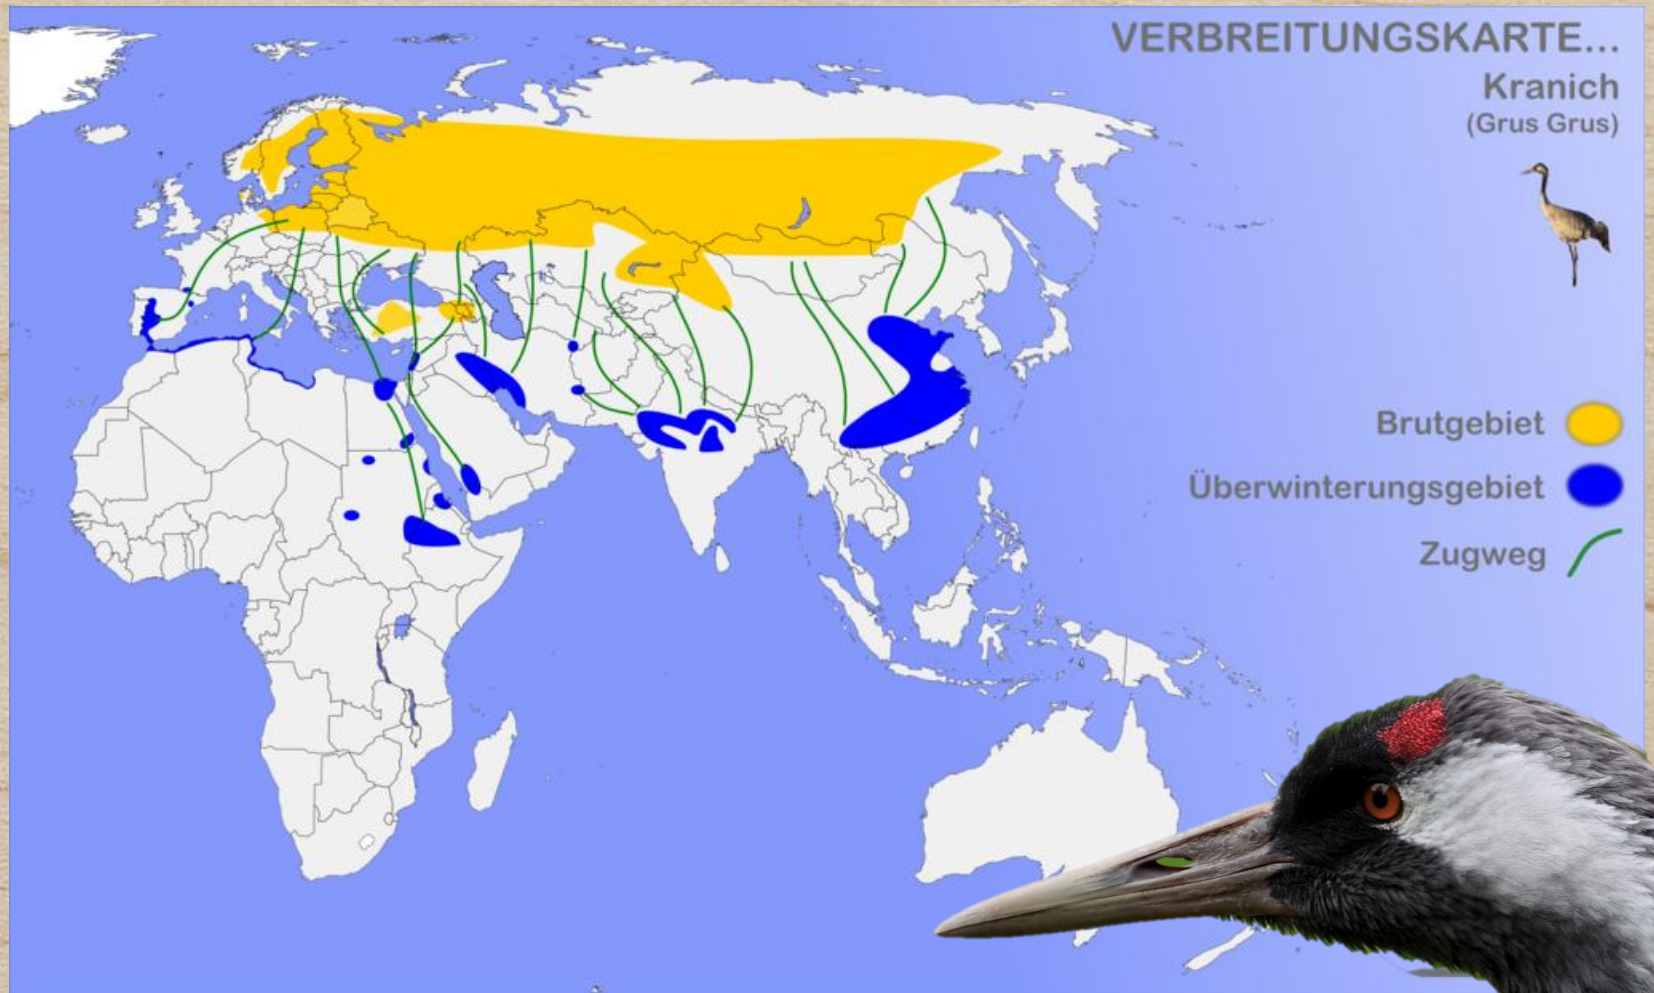 VERBREITUNGSKARTE...
Kranich
(Grus Grus)
Brutgebiet
Überwinterungsgebiet
Zugweg